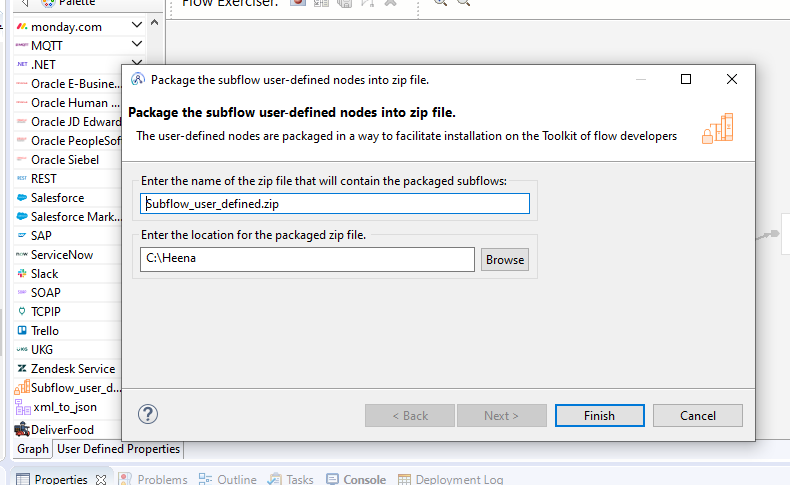 Palette
Flow Exerciser:
monday.com
MQTT
.NET
Oracle E-Busine...
Oracle Human ...
Oracle JD Edward
Oracle PeopleSof
Oracle Siebel
REST
Salesforce
Salesforce Mark...
SAP
ServiceNow
Slack
SOAP
TCPIP
Trello
UKG
Zendesk Service
Subflow_user_d...
xml_to_json
DeliverFood
Graph
User Defined Properties
Package the subflow user-defined nodes into zip file.
Package the subflow user-defined nodes into zip file.
The user-defined nodes are packaged in a way to facilitate installation on the Toolkit of flow developers
Enter the name of the zip file that will contain the packaged subflows:
Subflow_user_defined.zip
Enter the location for the packaged zip file.
C:\Heena
Browse
< Back
Next >
Finish
Cancel
Properties
Problems
Outline
Tasks
Console
Deployment Log